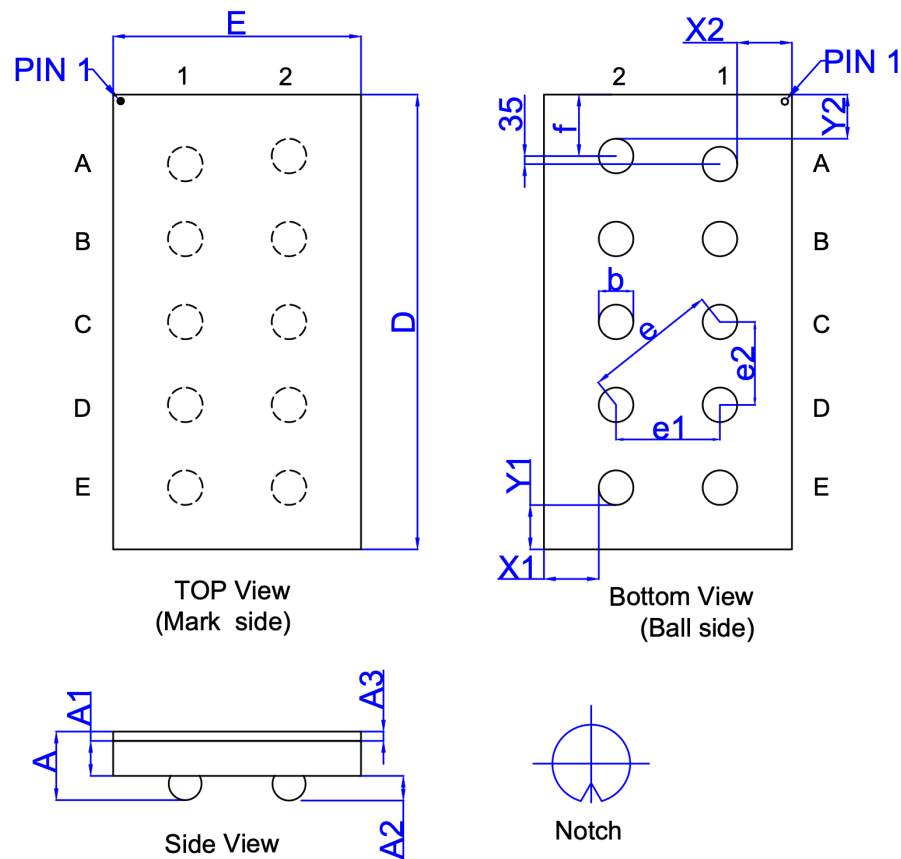 E
PIN 1
1 2
A
B
C
D
E
D
TOP View
(Mark side)
X2
PIN 1
2 1
35
f
Y2
A
B
b
C
e
e2
D
e1
Y1
E
X1
Bottom View
(Ball side)
A1
A3
A
A2
Side View
Notch